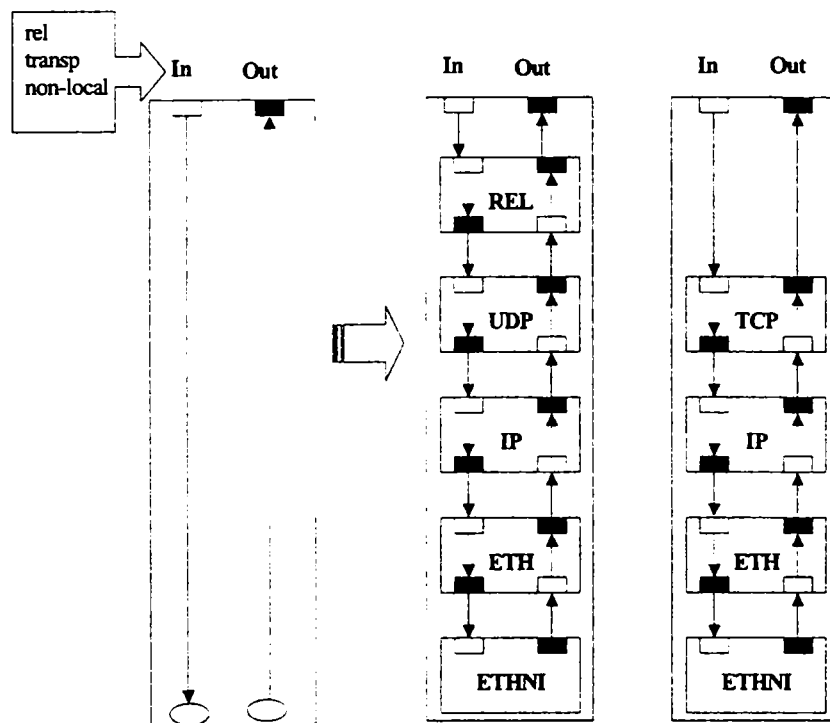 rel
transp
non-local
In Out
In Out
In Out
REL
UDP
TCP
IP
IP
ETH
ETH
ETHNI
ETHNI